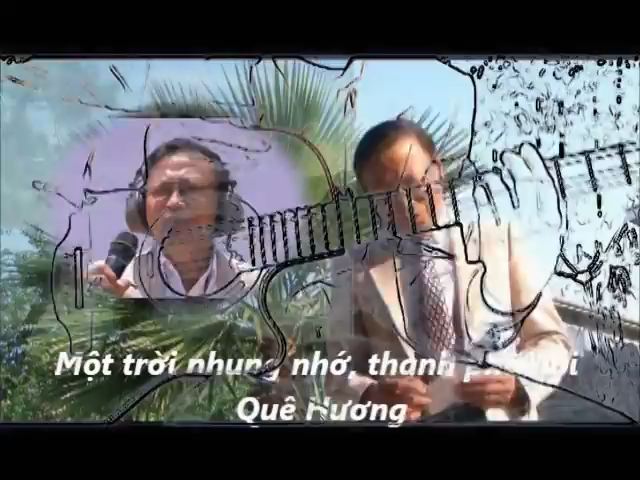 Một trời nhung nhớ, thành
Quê Hương